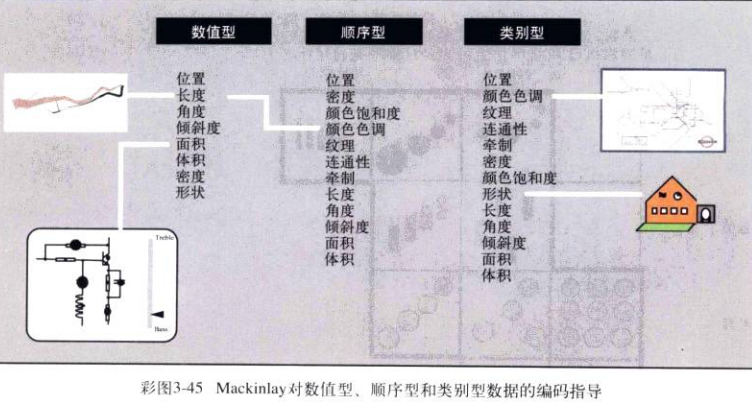 数值型
顺序型
类别型
位置
长度
角度
倾斜度
面积
体积
密度
形状
位置
密度
颜色饱和度
颜色色调
纹理
连通性
牵制
长度
角度
倾斜度
面积
体积
位置
颜色色调
纹理
连通性
牵制
密度
颜色饱和度
形状
长度
角度
倾斜度
面积
体积
Treble
Bass
彩图3-45 Mackinlay对数值型、顺序型和类别型数据的编码指导